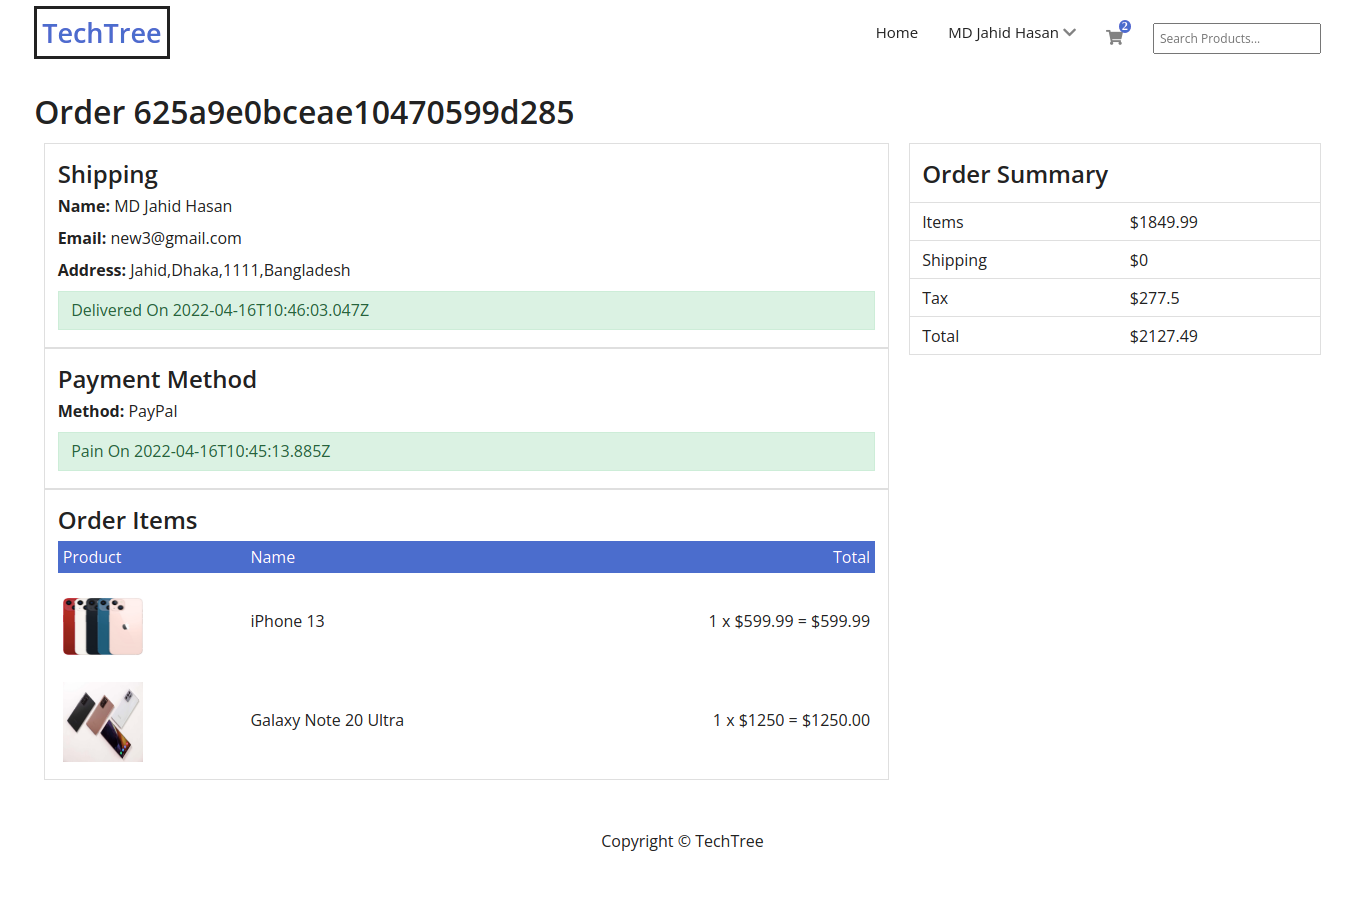 TechTree
Home
MD Jahid Hasan
2
Search Products...
Order 625a9e0bceae10470599d285
Shipping
Name: MD Jahid Hasan
Email: new3@gmail.com
Address: Jahid,Dhaka,1111,Bangladesh
Delivered On 2022-04-16T10:46:03.047Z
Payment Method
Method: PayPal
Pain On 2022-04-16T10:45:13.885Z
Order Items
Product Name Total
iPhone 13 1 x $599.99 = $599.99
Galaxy Note 20 Ultra 1 x $1250 = $1250.00
Order Summary
Items $1849.99
Shipping $0
Tax $277.5
Total $2127.49
Copyright © TechTree